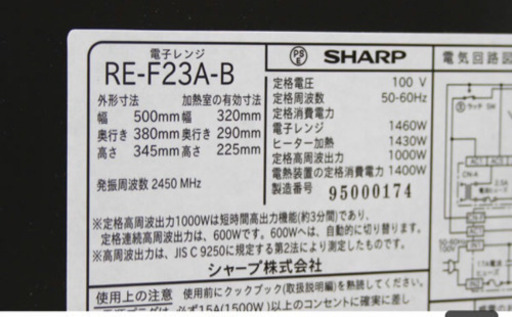 電子レンジ
RE-F23A-B
外形寸法 加熱室の有効寸法
幅 500mm 幅 320mm
奥行き 380mm 奥行き 290mm
高さ 345mm 高さ 225mm
発振周波数 2450 MHz
PS E SHARP
定格電圧 100 V
定格周波数 50-60Hz
定格消費電力
電子レンジ 1460W
ヒーター加熱 1430W
定格高周波出力 1000W
電熱装置の定格消費電力 1400W
製造番号 95000174
※定格高周波出力1000Wは短時間高出力機能(約3分間)であり、
定格連続高周波出力は、600Wです。600Wへは、自動的に切り替ります。
※高周波出力は、JIS C 9250に規格する第2法により測定したものです。
シャープ株式会社
使用上の注意 使用前にクックブック(取扱説明書)を熟読してください。
必ず15A(1500W)以上のコンセントに確実に差し
電気回路図
ラッチ SW
CN-A